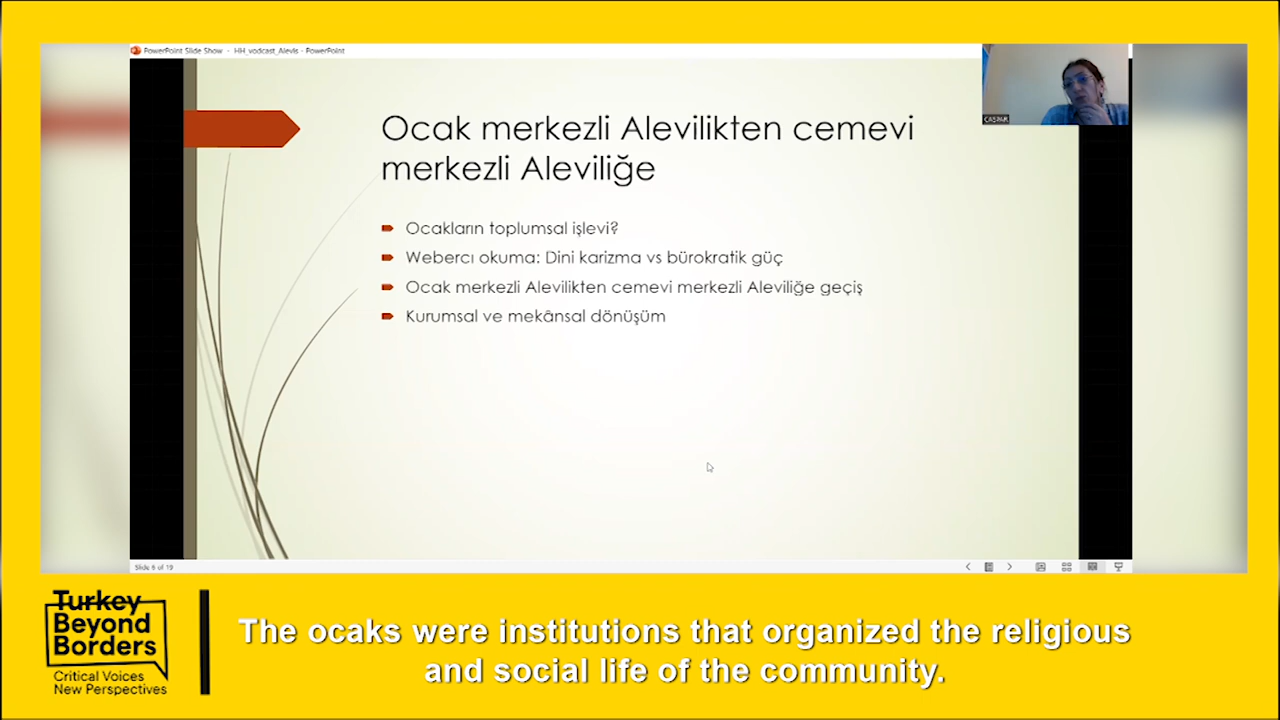 PowerPoint Slide Show - HH_vodcast_Alevis - PowerPoint
CASPAR
Ocak merkezli Alevilikten cemevi
merkezli Aleviliğe
Ocakların toplumsal işlevi?
Webercı okuma: Dini karizma vs bürokratik güç
Ocak merkezli Alevilikten cemevi merkezli Aleviliğe geçiş
Kurumsal ve mekânsal dönüşüm
Slide 6 of 19
Turkey
Beyond
Borders
Critical Voices
New Perspectives
The ocaks were institutions that organized the religious
and social life of the community.